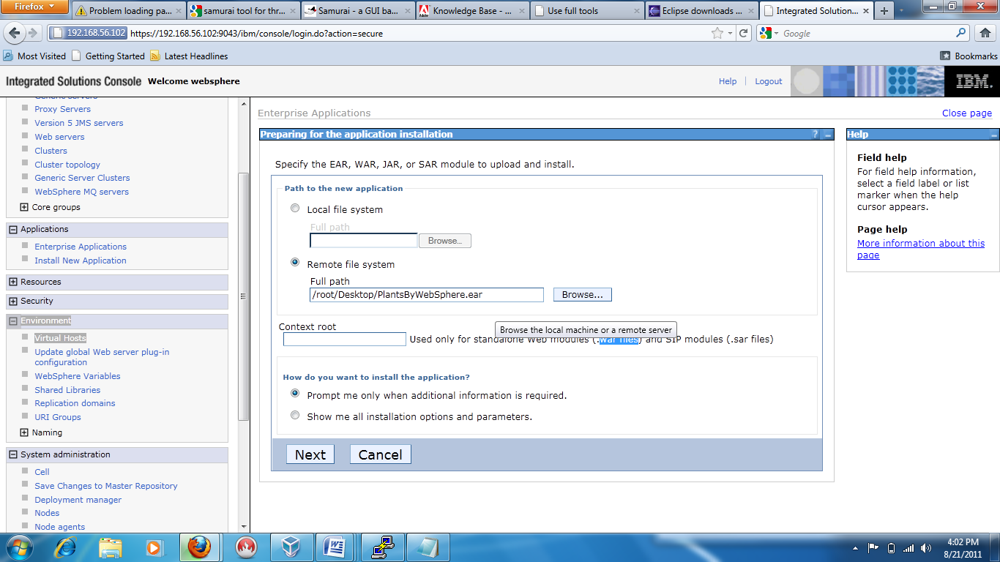 Firefox
Problem loading pa...
samurai tool for thr...
Samurai - a GUI ba...
Knowledge Base - ...
Use full tools
Eclipse downloads ...
Integrated Solution...
192.168.56.102
https://192.168.56.102:9043/ibm/console/login.do?action=secure
Google
Most Visited
Getting Started
Latest Headlines
Bookmarks
Integrated Solutions Console Welcome websphere
Help
Logout
IBM.
Generic servers
Proxy Servers
Version 5 JMS servers
Web servers
Clusters
Cluster topology
Generic Server Clusters
WebSphere MQ servers
Core groups
Applications
Enterprise Applications
Install New Application
Resources
Security
Environment
Virtual Hosts
Update global Web server plug-in
configuration
WebSphere Variables
Shared Libraries
Replication domains
URI Groups
Naming
System administration
Cell
Save Changes to Master Repository
Deployment manager
Nodes
Node agents
Enterprise Applications
Close page
Preparing for the application installation
?
Specify the EAR, WAR, JAR, or SAR module to upload and install.
Path to the new application
Local file system
Full path
Browse...
Remote file system
Full path
/root/Desktop/PlantsByWebSphere.ear
Browse...
Context root
Browse the local machine or a remote server
Used only for standalone Web modules (.war files) and SIP modules (.sar files)
How do you want to install the application?
Prompt me only when additional information is required.
Show me all installation options and parameters.
Next
Cancel
Help
Field help
For field help information,
select a field label or list
marker when the help
cursor appears.
Page help
More information about this
page
4:02 PM
8/21/2011